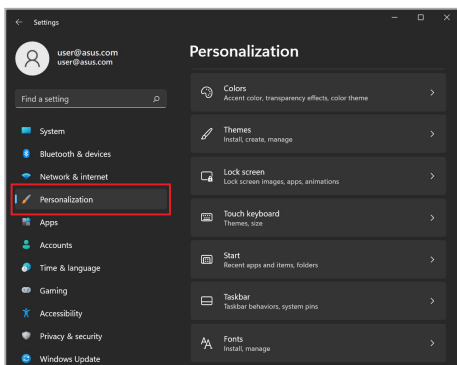 Settings
user@asus.com
user@asus.com
Find a setting
System
Bluetooth & devices
Network & internet
Personalization
Apps
Accounts
Time & language
Gaming
Accessibility
Privacy & security
Windows Update
Personalization
Colors
Accent color, transparency effects, color theme
Themes
Install, create, manage
Lock screen
Lock screen images, apps, animations
Touch keyboard
Themes, size
Start
Recent apps and items, folders
Taskbar
Taskbar behaviors, system pins
Fonts
Install, manage